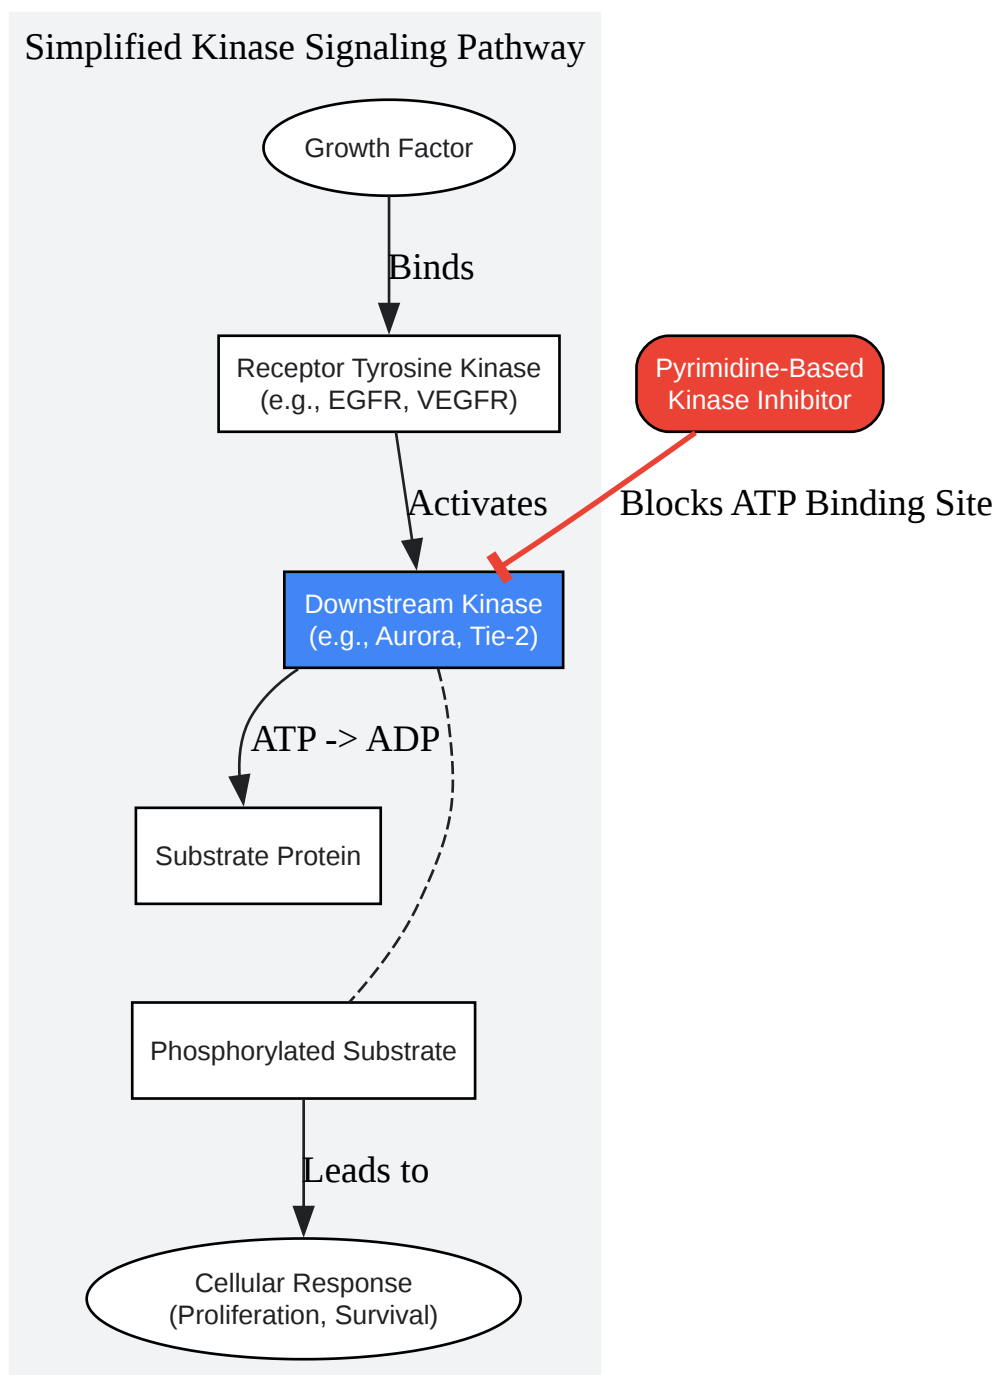 Simplified Kinase Signaling Pathway
Growth Factor
Binds
Receptor Tyrosine Kinase
(e.g., EGFR, VEGFR)
Pyrimidine-Based
Kinase Inhibitor
Activates
Blocks ATP Binding Site
Downstream Kinase
(e.g., Aurora, Tie-2)
ATP -> ADP
Substrate Protein
Phosphorylated Substrate
Leads to
Cellular Response
(Proliferation, Survival)